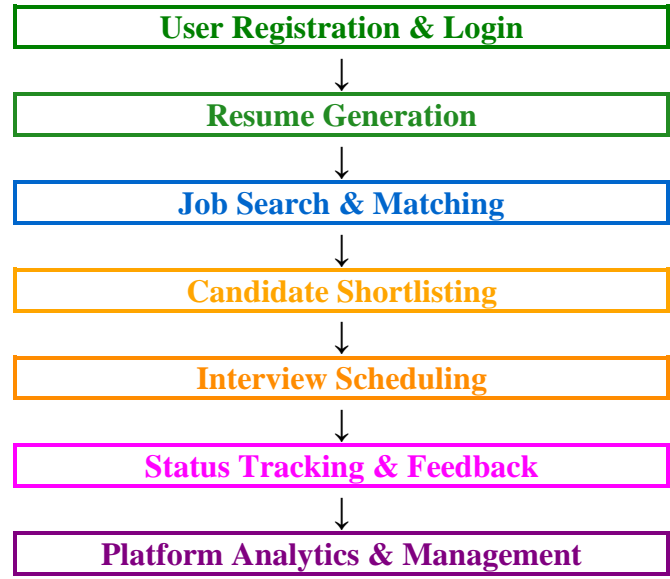 User Registration & Login
↓
Resume Generation
↓
Job Search & Matching
↓
Candidate Shortlisting
↓
Interview Scheduling
↓
Status Tracking & Feedback
↓
Platform Analytics & Management